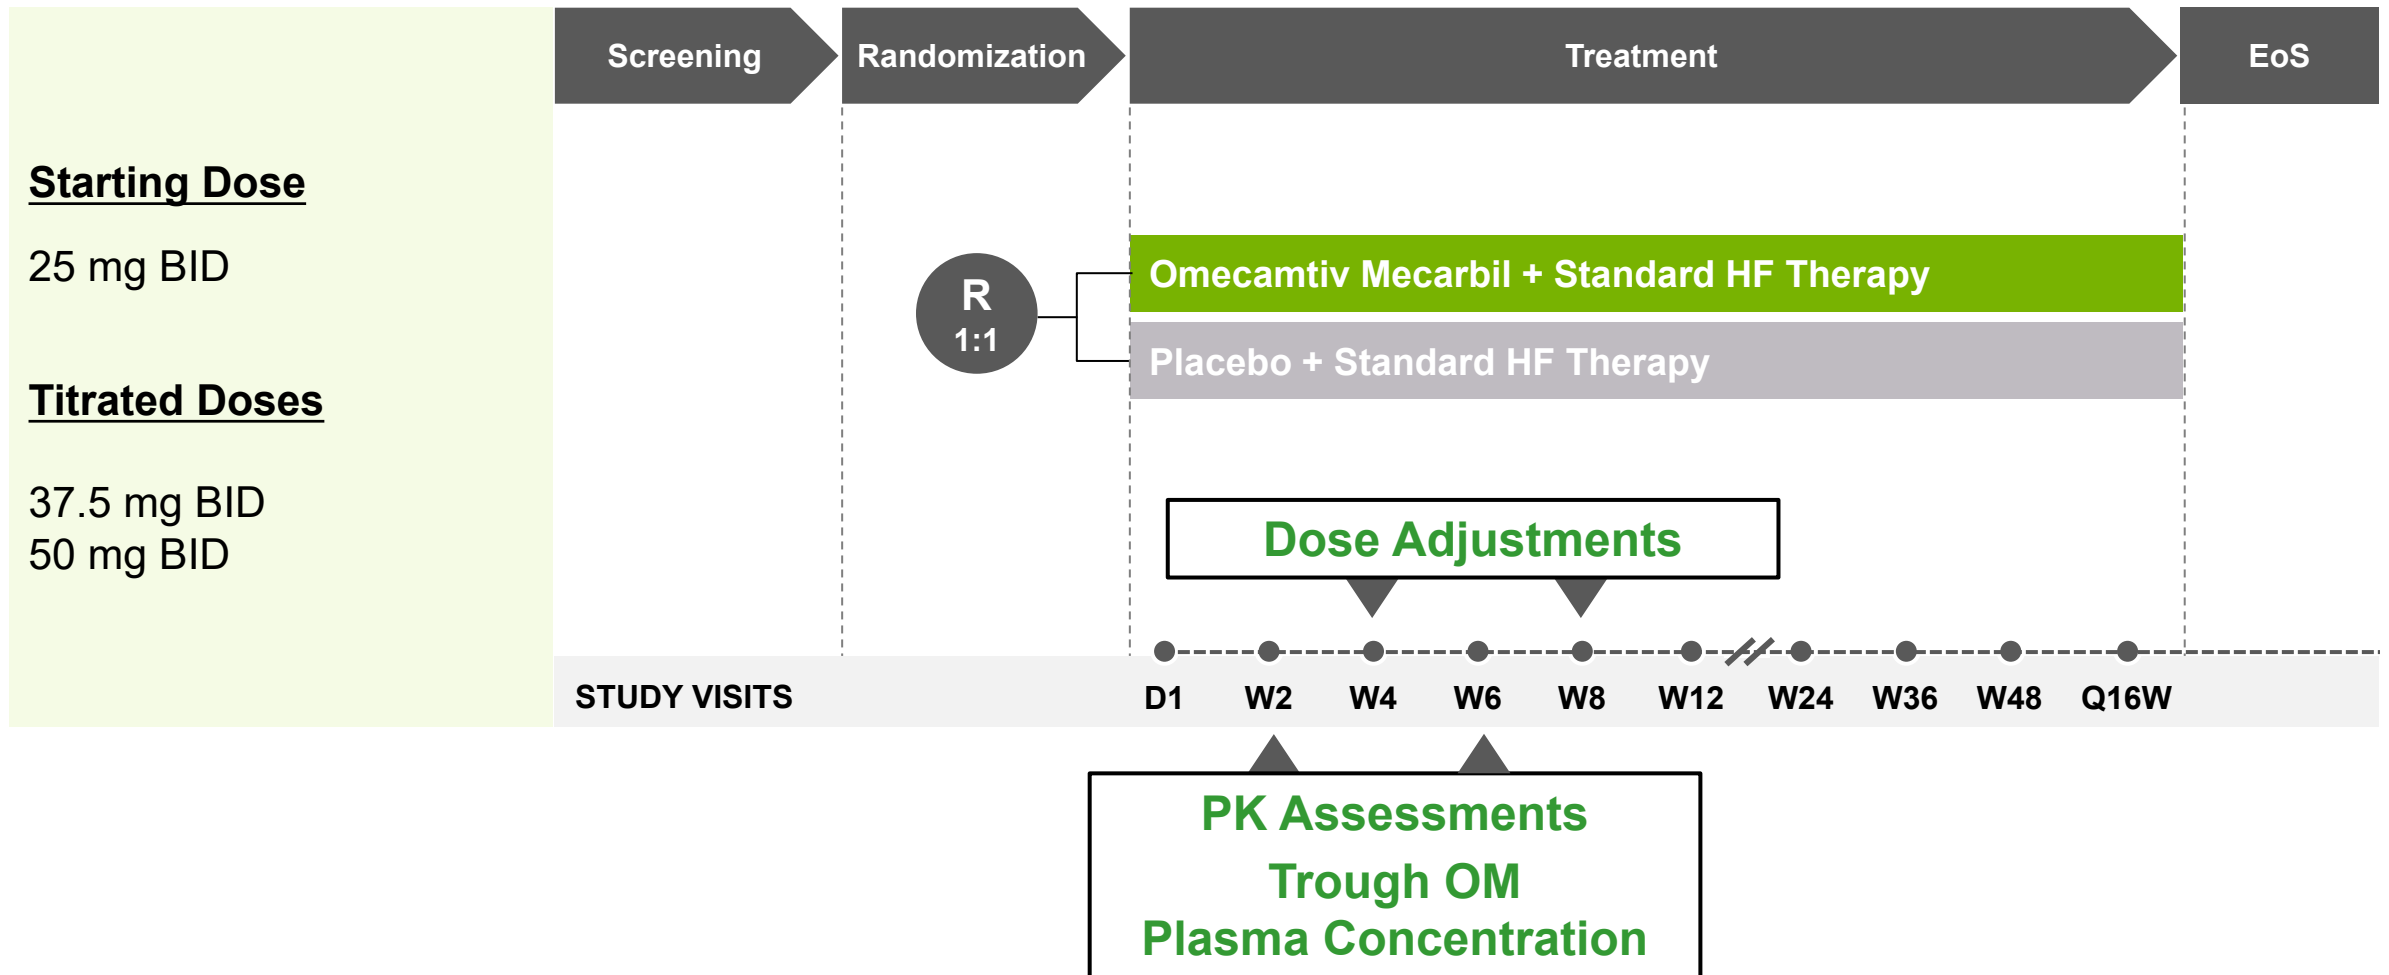 Screening
Randomization
Treatment
EoS
Starting Dose
25 mg BID
Titrated Doses
37.5 mg BID
50 mg BID
R
1:1
Omecamtiv Mecarbil + Standard HF Therapy
Placebo + Standard HF Therapy
Dose Adjustments
STUDY VISITS
D1
W2
W4
W6
W8
W12
W24
W36
W48
Q16W
PK Assessments
Trough OM
Plasma Concentration